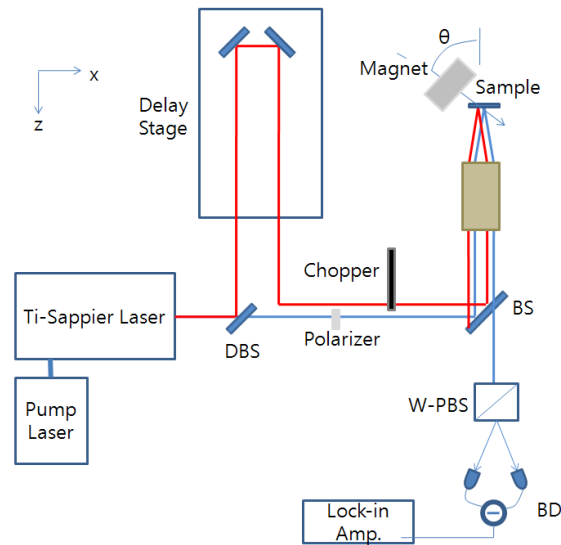 θ
Magnet
Sample
x
z
Delay
Stage
Chopper
BS
Ti-Sappier Laser
DBS
Polarizer
W-PBS
Pump
Laser
BD
Lock-in
Amp.